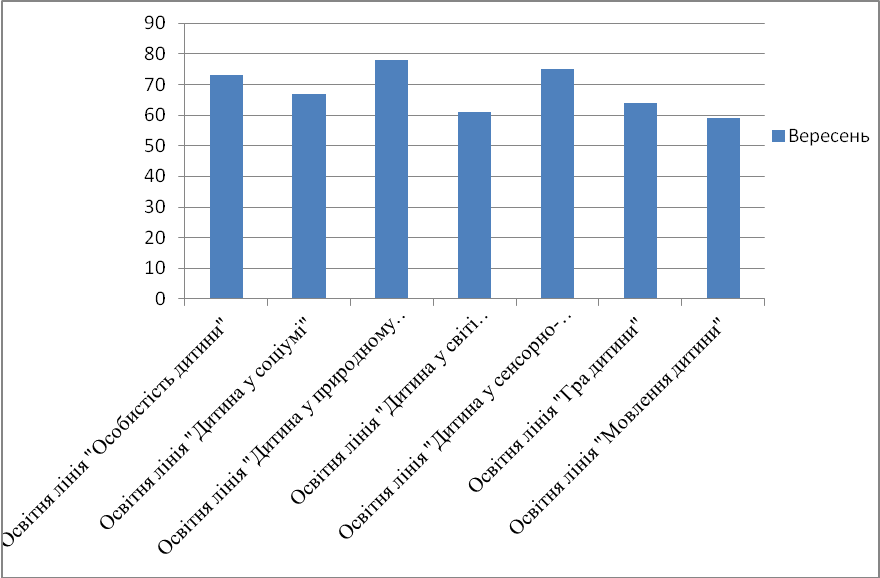 90
80
70
60
50
40
30
20
10
0
Вересень
Освітня лінія "Особистість дитини"
Освітня лінія "Дитина у соціумі"
Освітня лінія "Дитина у природному..
Освітня лінія "Дитина у світі..
Освітня лінія "Дитина у сенсорно-..
Освітня лінія "Гра дитини"
Освітня лінія "Мовлення дитини"